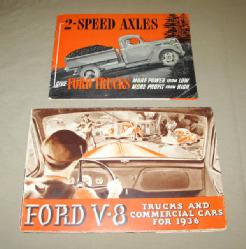 2-SPEED AXLES
GIVE FORD TRUCKS
MORE POWER FROM LOW
MORE PROFIT FROM HIGH
FORD V·8
TRUCKS AND
COMMERCIAL CARS
FOR 1936